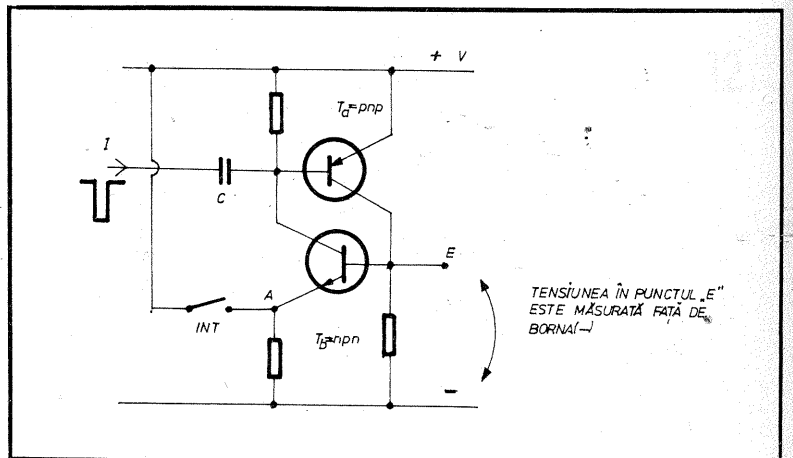 + V
Ta=pnp
I
C
E
A
INT
Tb=npn
TENSIUNEA ÎN PUNCTUL „E"
ESTE MĂSURATĂ FAȚĂ DE
BORNA(-)
-